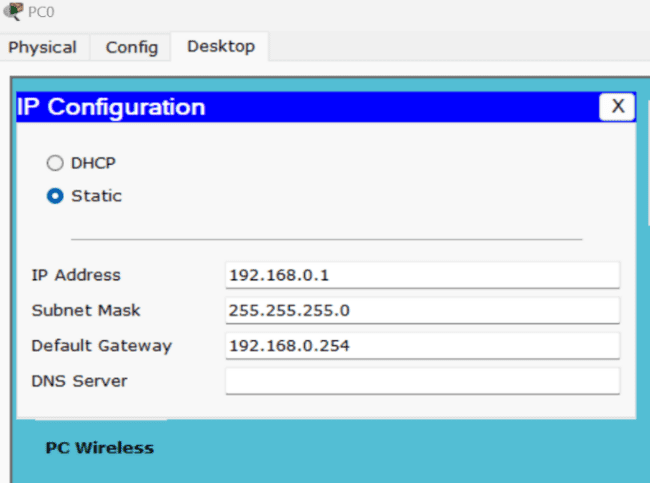 PC0
Physical Config Desktop
IP Configuration X
DHCP
Static
IP Address 192.168.0.1
Subnet Mask 255.255.255.0
Default Gateway 192.168.0.254
DNS Server
PC Wireless